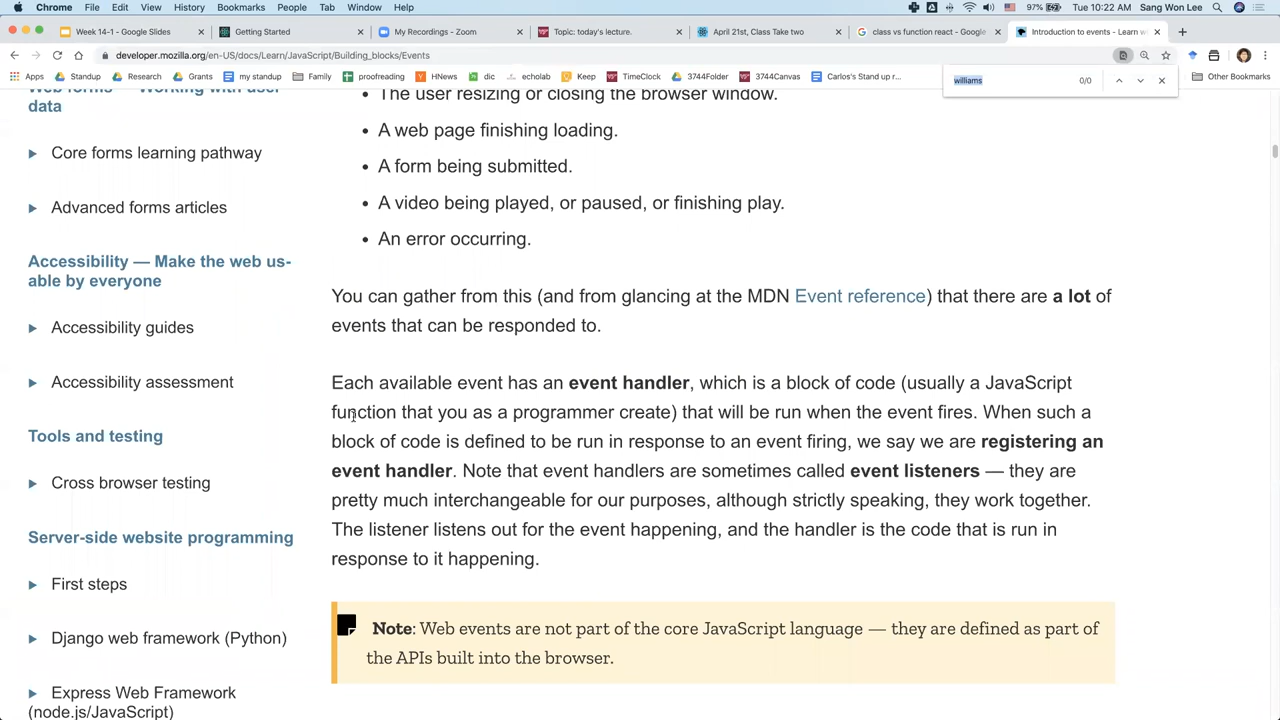 Chrome File Edit View History Bookmarks People Tab Window Help 97% Tue 10:22 AM Sang Won Lee
Week 14-1 - Google Slides Getting Started My Recordings - Zoom Topic: today's lecture. April 21st, Class Take two class vs function react - Google Introduction to events - Learn w
developer.mozilla.org/en-US/docs/Learn/JavaScript/Building_blocks/Events
Apps Standup Research Grants my standup Family proofreading HNews dic echolab Keep TimeClock 3744Folder 3744Canvas Carlos's Stand up r... Other Bookmarks
williams 0/0
Web forms — Working with user
data
Core forms learning pathway
Advanced forms articles
Accessibility — Make the web us-
able by everyone
Accessibility guides
Accessibility assessment
Tools and testing
Cross browser testing
Server-side website programming
First steps
Django web framework (Python)
Express Web Framework
(node.js/JavaScript)
• The user resizing or closing the browser window.
• A web page finishing loading.
• A form being submitted.
• A video being played, or paused, or finishing play.
• An error occurring.
You can gather from this (and from glancing at the MDN Event reference) that there are a lot of
events that can be responded to.
Each available event has an event handler, which is a block of code (usually a JavaScript
function that you as a programmer create) that will be run when the event fires. When such a
block of code is defined to be run in response to an event firing, we say we are registering an
event handler. Note that event handlers are sometimes called event listeners — they are
pretty much interchangeable for our purposes, although strictly speaking, they work together.
The listener listens out for the event happening, and the handler is the code that is run in
response to it happening.
Note: Web events are not part of the core JavaScript language — they are defined as part of
the APIs built into the browser.